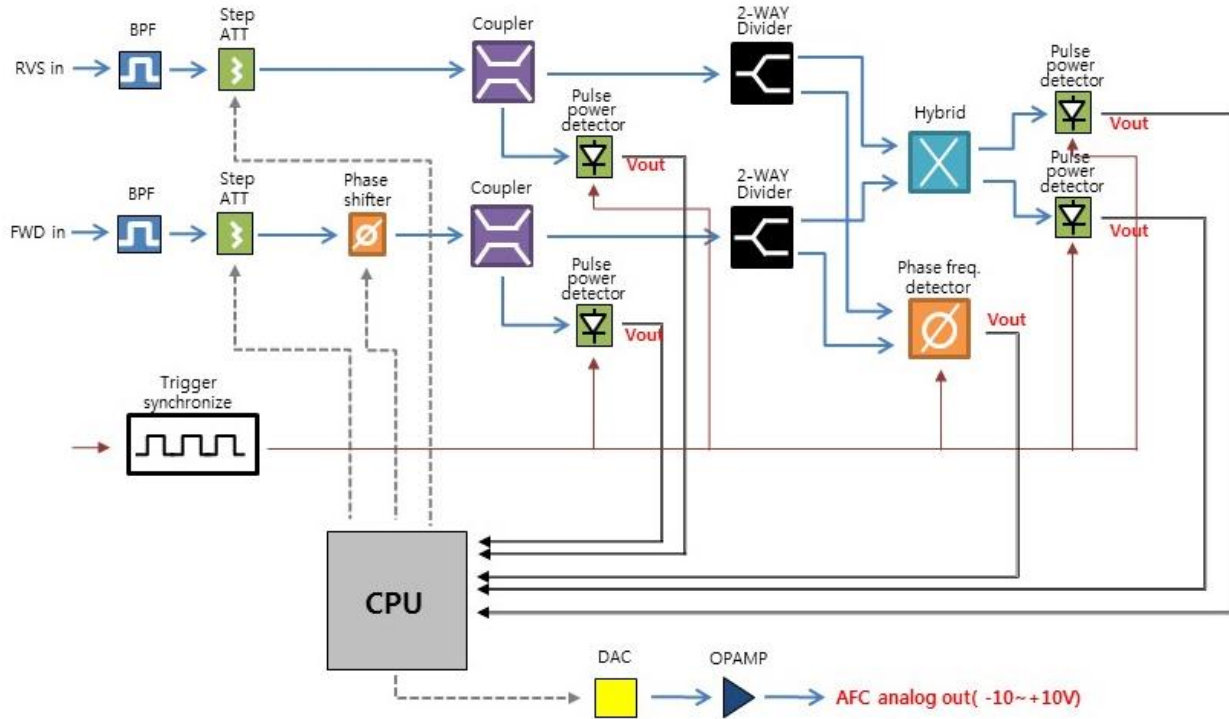 BPF
Step
ATT
Coupler
2-WAY
Divider
Pulse
power
detector
RVS in
Pulse
power
detector
Hybrid
Vout
Vout
BPF
Step
ATT
Phase
shifter
Coupler
2-WAY
Divider
Pulse
power
detector
FWD in
Vout
Pulse
power
detector
Phase freq.
detector
Vout
Vout
Trigger
synchronize
CPU
DAC
OPAMP
AFC analog out( -10~+10V)